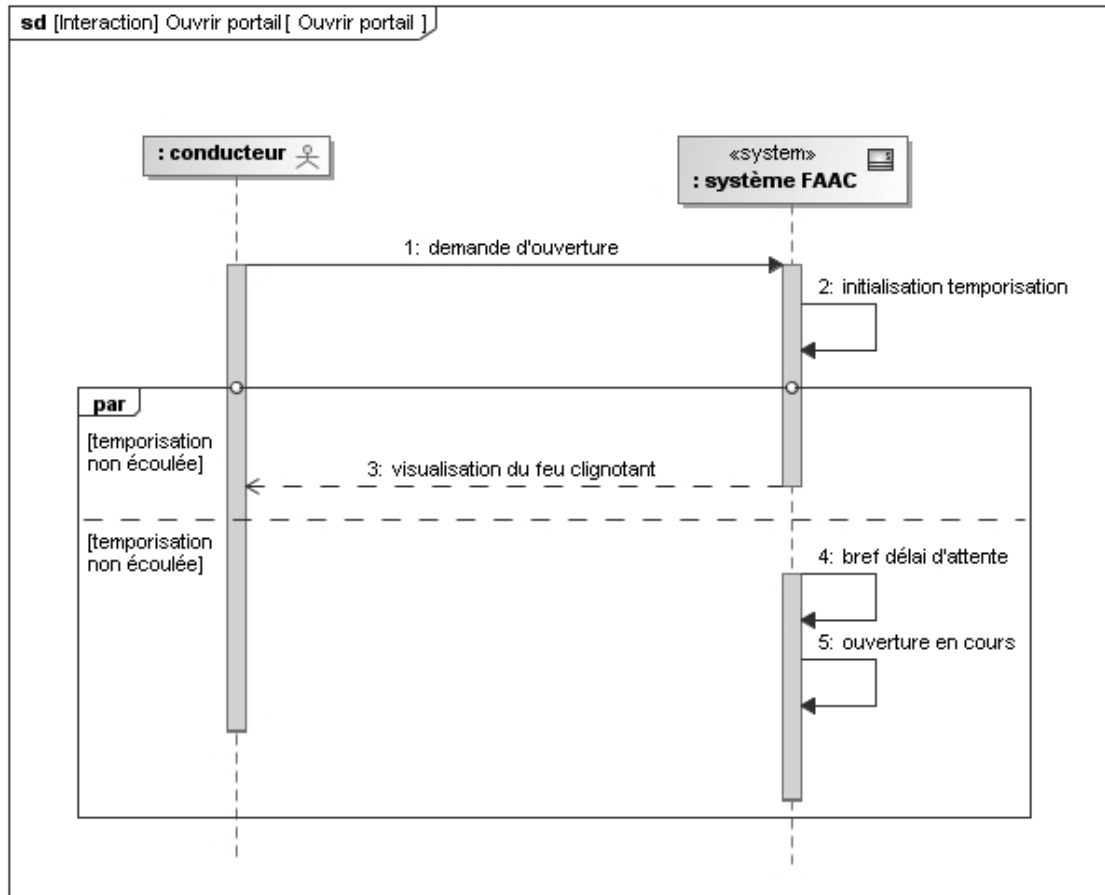 sd [Interaction] Ouvrir portail [ Ouvrir portail ]
: conducteur
«system»
: système FAAC
1: demande d'ouverture
2: initialisation temporisation
par
[temporisation
non écoulée]
3: visualisation du feu clignotant
[temporisation
non écoulée]
4: bref délai d'attente
5: ouverture en cours